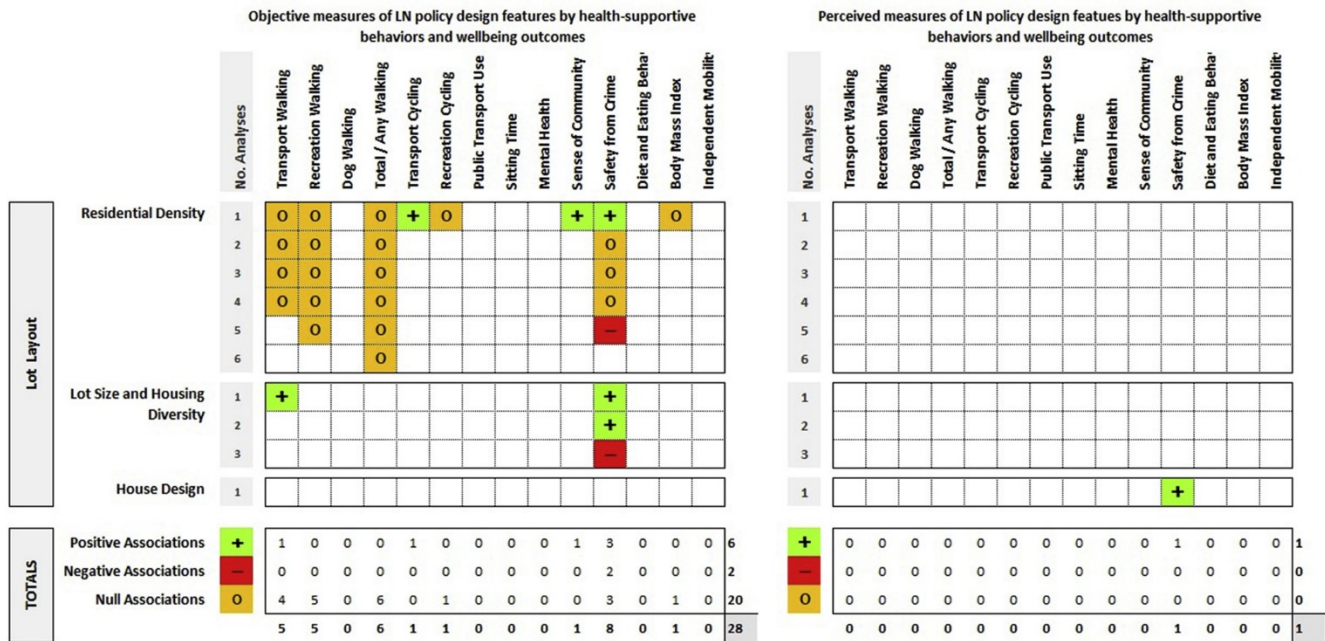 Objective measures of LN policy design features by health-supportive
behaviors and wellbeing outcomes
Perceived measures of LN policy design featues by health-supportive
behaviors and wellbeing outcomes
No. Analyses
Transport Walking
Recreation Walking
Dog Walking
Total / Any Walking
Transport Cycling
Recreation Cycling
Public Transport Use
Sitting Time
Mental Health
Sense of Community
Safety from Crime
Diet and Eating Beha
Body Mass Index
Independent Mobilit
No. Analyses
Transport Walking
Recreation Walking
Dog Walking
Total / Any Walking
Transport Cycling
Recreation Cycling
Public Transport Use
Sitting Time
Mental Health
Sense of Community
Safety from Crime
Diet and Eating Beha
Body Mass Index
Independent Mobilit
Lot Layout
Residential Density 1 O O O + O + + O 1
2 O O O O 2
3 O O O O 3
4 O O O O 4
5 O O − 5
6 O 6
Lot Size and Housing 1 + + 1
Diversity
2 + 2
3 − 3
House Design 1 1 +
TOTALS
Positive Associations + 1 0 0 0 1 0 0 0 0 1 3 0 0 0 6 + 0 0 0 0 0 0 0 0 0 0 1 0 0 0 1
Negative Associations − 0 0 0 0 0 0 0 0 0 0 2 0 0 0 2 − 0 0 0 0 0 0 0 0 0 0 0 0 0 0 0
Null Associations O 4 5 0 6 0 1 0 0 0 0 3 0 1 0 20 O 0 0 0 0 0 0 0 0 0 0 0 0 0 0 0
5 5 0 6 1 1 0 0 0 1 8 0 1 0 28 0 0 0 0 0 0 0 0 0 0 1 0 0 0 1